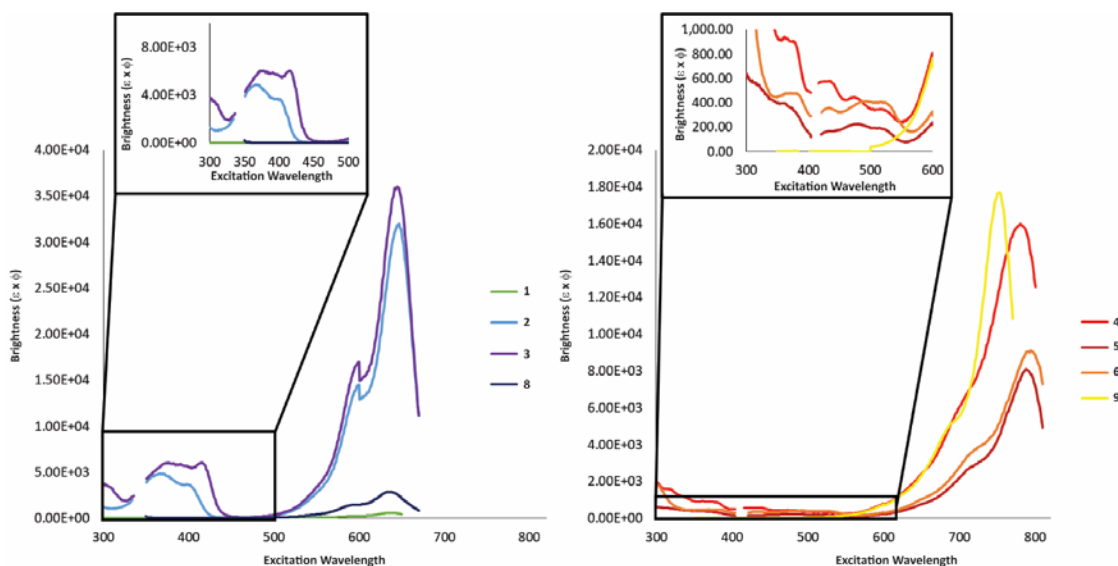 8.00E+03
4.00E+03
0.00E+00
Brightness (ε x ϕ)
300 350 400 450 500
Excitation Wavelength
4.00E+04
3.50E+04
3.00E+04
2.50E+04
2.00E+04
1.50E+04
1.00E+04
5.00E+03
0.00E+00
Brightness (ε x ϕ)
300 400 500 600 700 800
Excitation Wavelength
1
2
3
8
1,000.00
800.00
600.00
400.00
200.00
0.00
Brightness (ε x ϕ)
300 400 500 600
Excitation Wavelength
2.00E+04
1.80E+04
1.60E+04
1.40E+04
1.20E+04
1.00E+04
8.00E+03
6.00E+03
4.00E+03
2.00E+03
0.00E+00
Brightness (ε x ϕ)
300 400 500 600 700 800
Excitation Wavelength
4
5
6
9